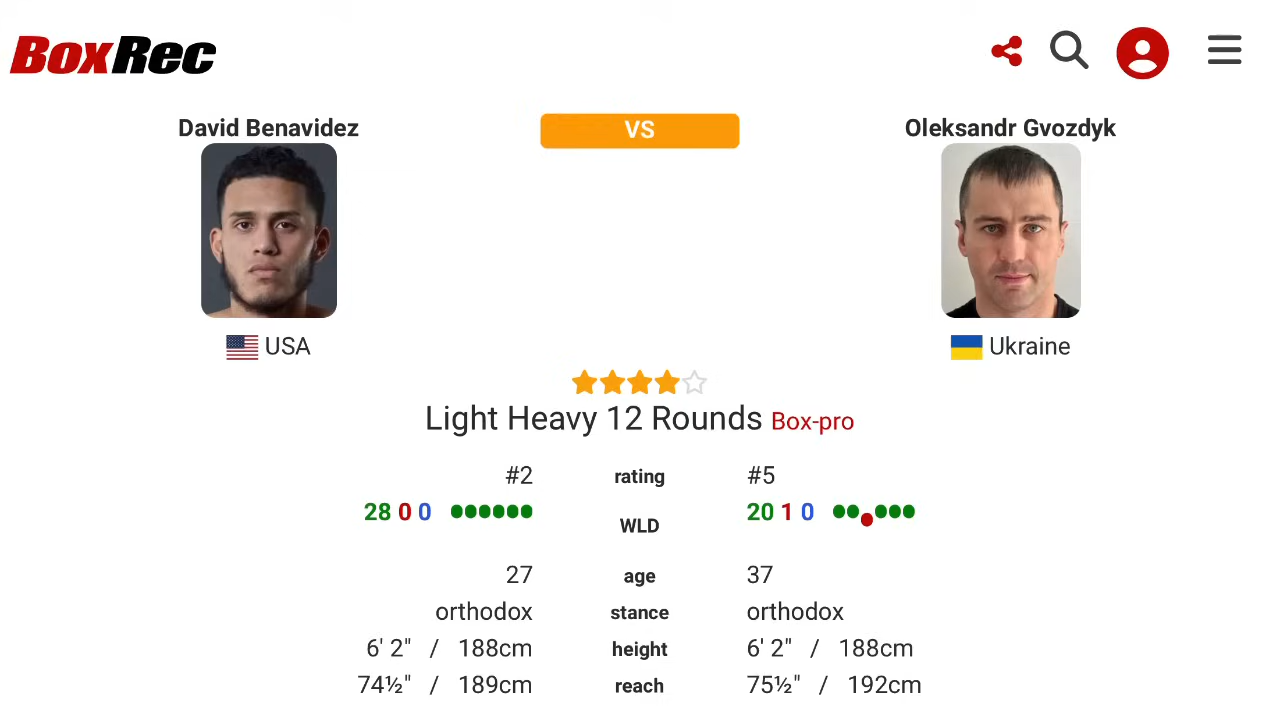 BoxRec
David Benavidez VS Oleksandr Gvozdyk
USA Ukraine
Light Heavy 12 Rounds Box-pro
#2 rating #5
28 0 0 WLD 20 1 0
27 age 37
orthodox stance orthodox
6' 2" / 188cm height 6' 2" / 188cm
74½" / 189cm reach 75½" / 192cm